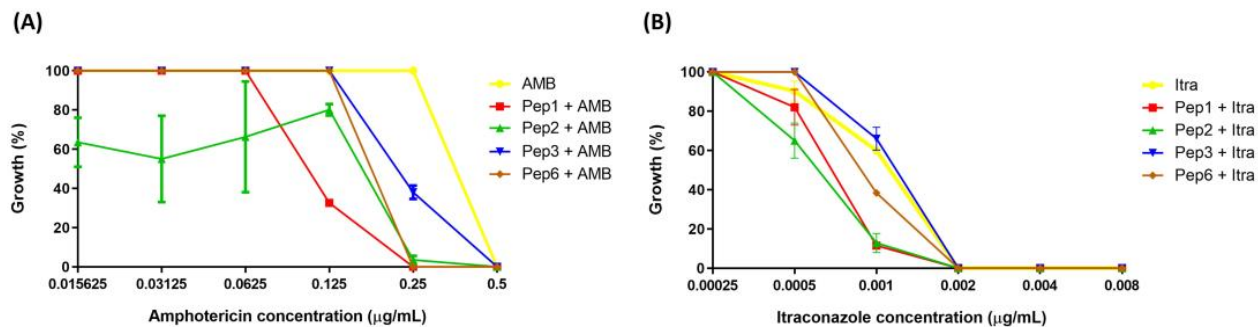 (A)
100
80
60
40
20
0
Growth (%)
0.015625 0.03125 0.0625 0.125 0.25 0.5
Amphotericin concentration (μg/mL)
AMB
Pep1 + AMB
Pep2 + AMB
Pep3 + AMB
Pep6 + AMB
(B)
100
80
60
40
20
0
Growth (%)
0.00025 0.0005 0.001 0.002 0.004 0.008
Itraconazole concentration (μg/mL)
Itra
Pep1 + Itra
Pep2 + Itra
Pep3 + Itra
Pep6 + Itra